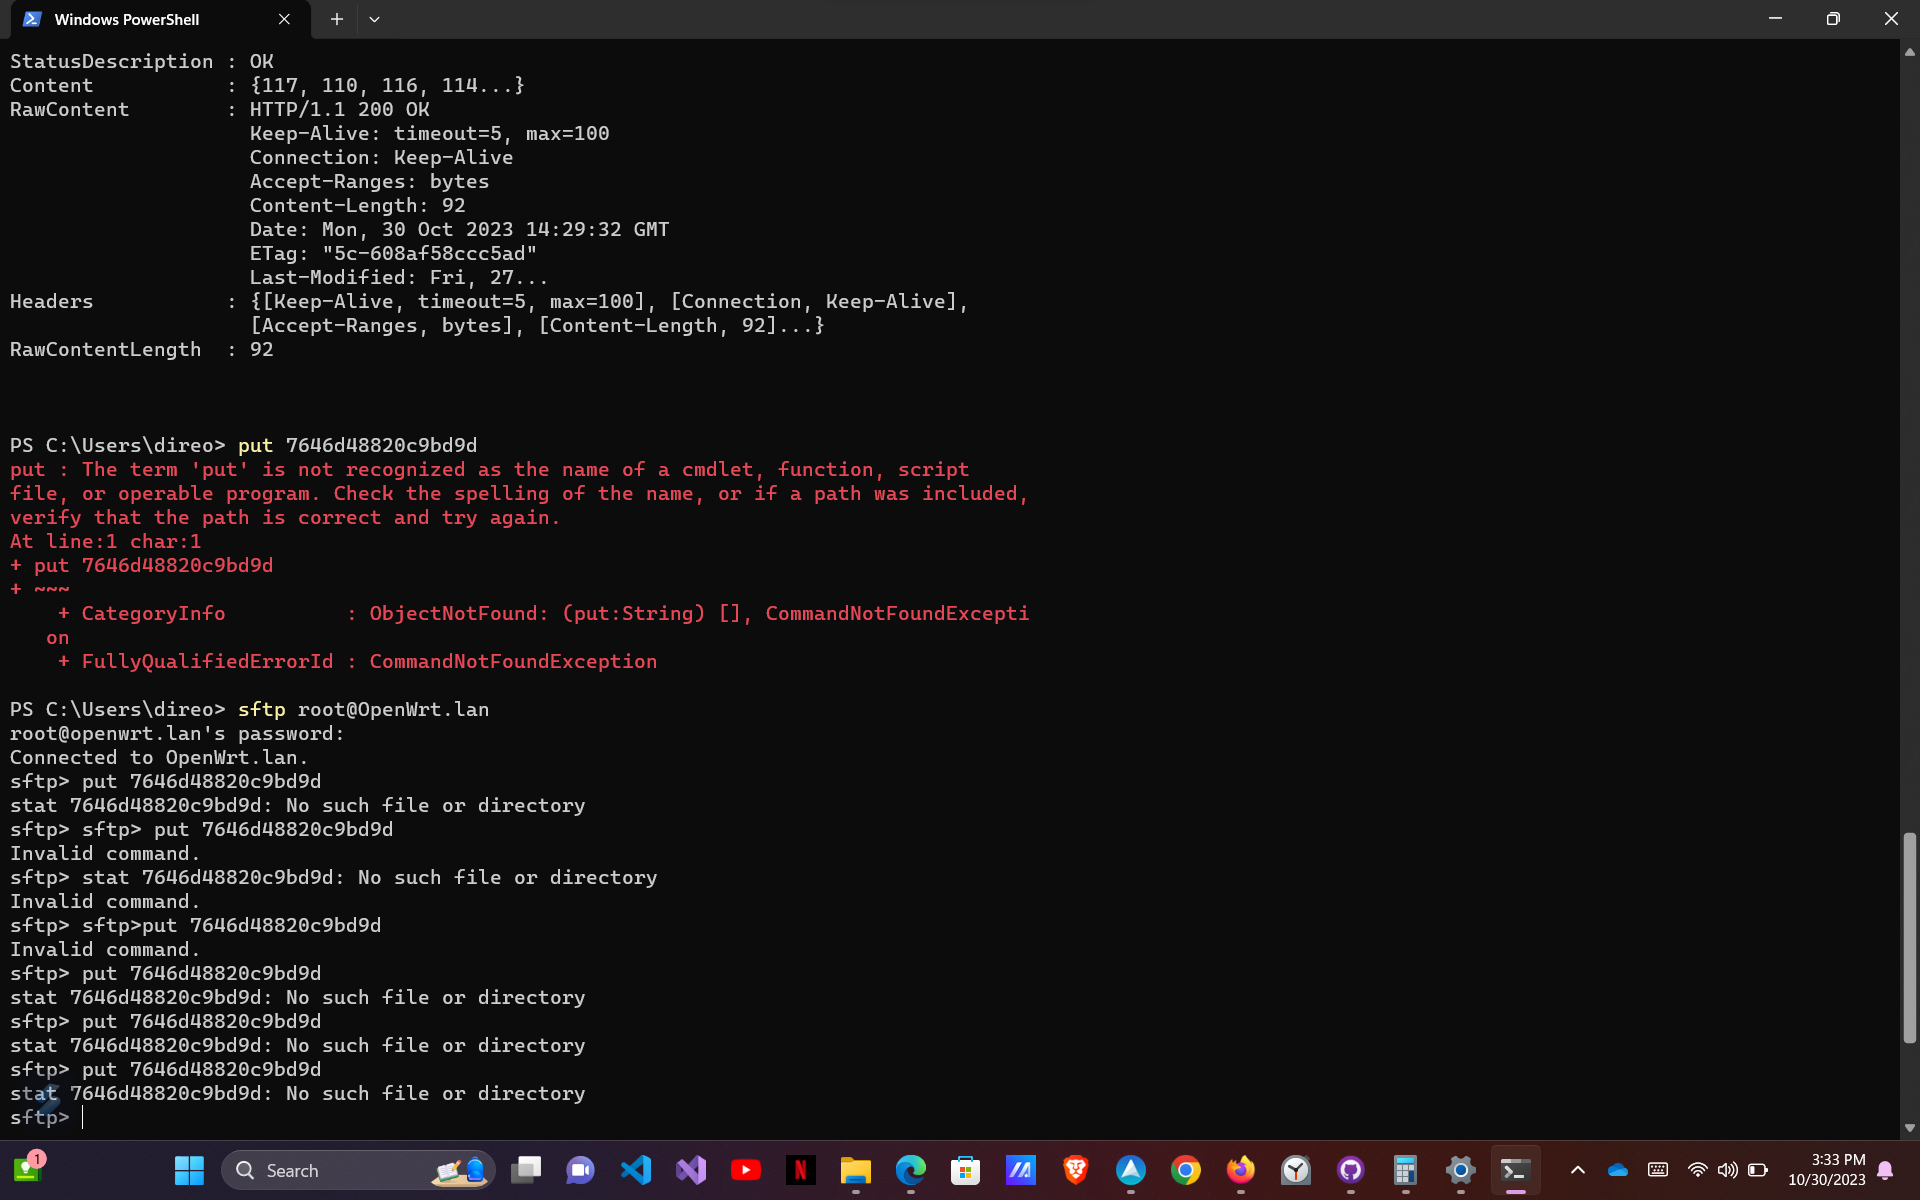 Windows PowerShell
StatusDescription : OK
Content           : {117, 110, 116, 114...}
RawContent        : HTTP/1.1 200 OK
                    Keep-Alive: timeout=5, max=100
                    Connection: Keep-Alive
                    Accept-Ranges: bytes
                    Content-Length: 92
                    Date: Mon, 30 Oct 2023 14:29:32 GMT
                    ETag: "5c-608af58ccc5ad"
                    Last-Modified: Fri, 27...
Headers           : {[Keep-Alive, timeout=5, max=100], [Connection, Keep-Alive],
                    [Accept-Ranges, bytes], [Content-Length, 92]...}
RawContentLength  : 92
PS C:\Users\direo> put 7646d48820c9bd9d
put : The term 'put' is not recognized as the name of a cmdlet, function, script
file, or operable program. Check the spelling of the name, or if a path was included,
verify that the path is correct and try again.
At line:1 char:1
+ put 7646d48820c9bd9d
+ ~~~
    + CategoryInfo          : ObjectNotFound: (put:String) [], CommandNotFoundExcepti
   on
    + FullyQualifiedErrorId : CommandNotFoundException
PS C:\Users\direo> sftp root@OpenWrt.lan
root@openwrt.lan's password:
Connected to OpenWrt.lan.
sftp> put 7646d48820c9bd9d
stat 7646d48820c9bd9d: No such file or directory
sftp> sftp> put 7646d48820c9bd9d
Invalid command.
sftp> stat 7646d48820c9bd9d: No such file or directory
Invalid command.
sftp> sftp>put 7646d48820c9bd9d
Invalid command.
sftp> put 7646d48820c9bd9d
stat 7646d48820c9bd9d: No such file or directory
sftp> put 7646d48820c9bd9d
stat 7646d48820c9bd9d: No such file or directory
sftp> put 7646d48820c9bd9d
stat 7646d48820c9bd9d: No such file or directory
sftp>
1
Search
N
3:33 PM
10/30/2023